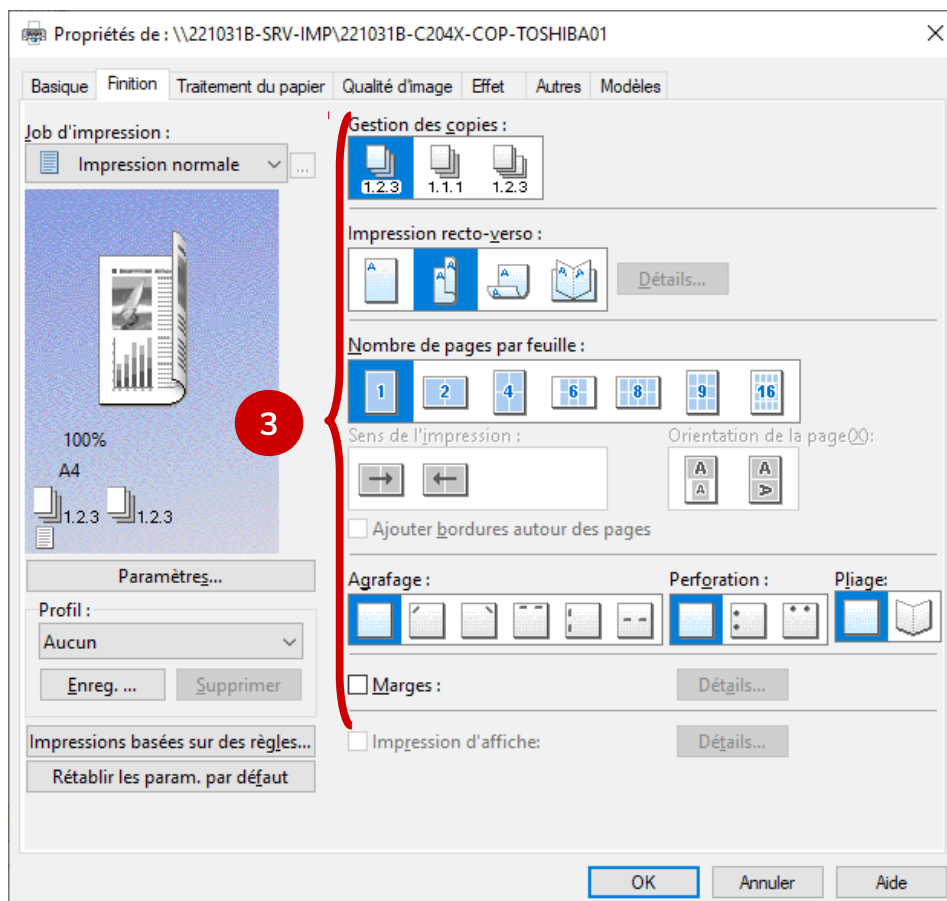 Propriétés de : \\221031B-SRV-IMP\221031B-C204X-COP-TOSHIBA01
Basique Finition Traitement du papier Qualité d'image Effet Autres Modèles
Job d'impression :
Impression normale ...
100%
A4
1.2.3 1.2.3
Paramètres...
Profil :
Aucun
Enreg. ... Supprimer
Impressions basées sur des règles...
Rétablir les param. par défaut
3
Gestion des copies :
1.2.3 1.1.1 1.2.3
Impression recto-verso :
A A A A A A
Détails...
Nombre de pages par feuille :
1 2 4 6 8 9 16
Sens de l'impression : Orientation de la page(X):
A A
A A
Ajouter bordures autour des pages
Agrafage : Perforation : Pliage:
Marges : Détails...
Impression d'affiche: Détails...
OK Annuler Aide